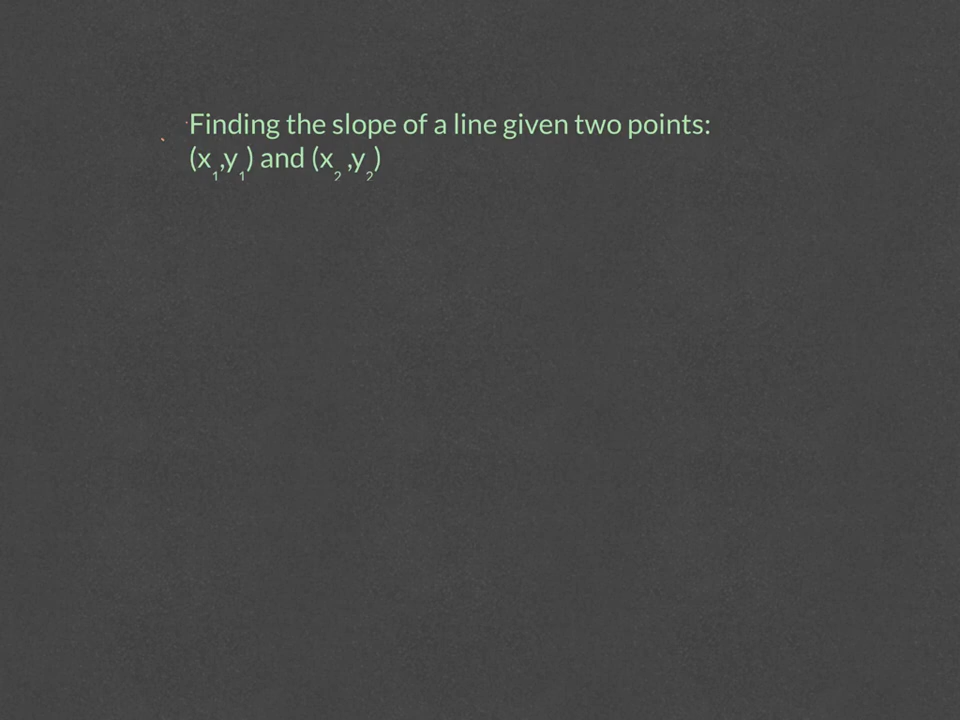 Finding the slope of a line given two points:
(x₁,y₁) and (x₂ ,y₂)